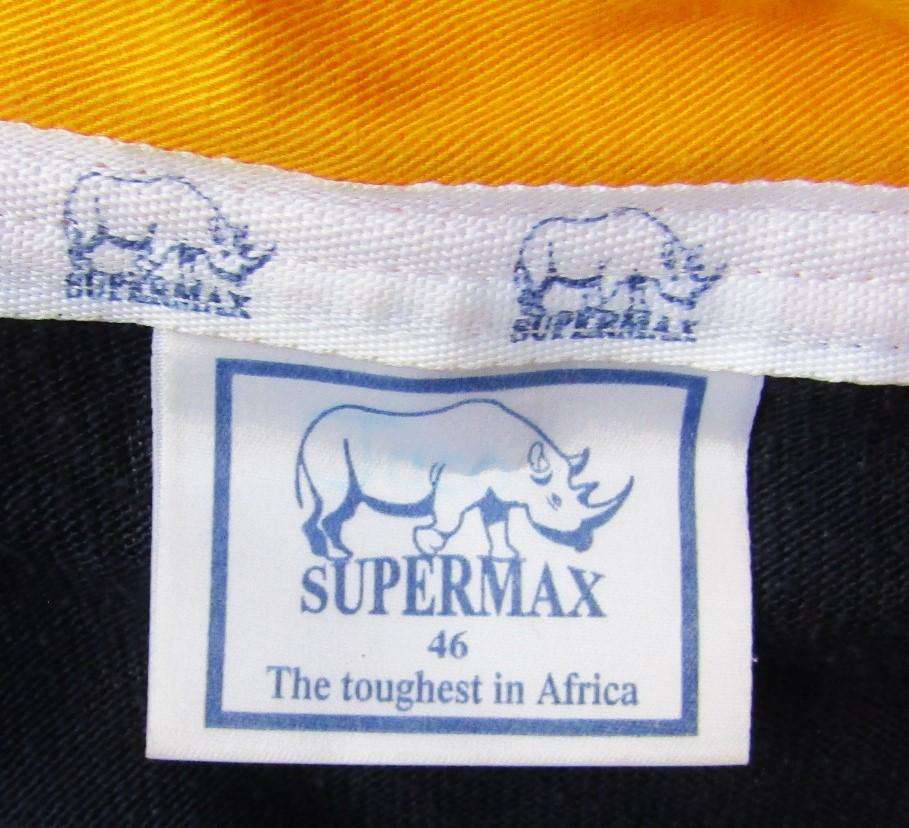 SUPERMAX
SUPERMAX
SUPERMAX
46
The toughest in Africa